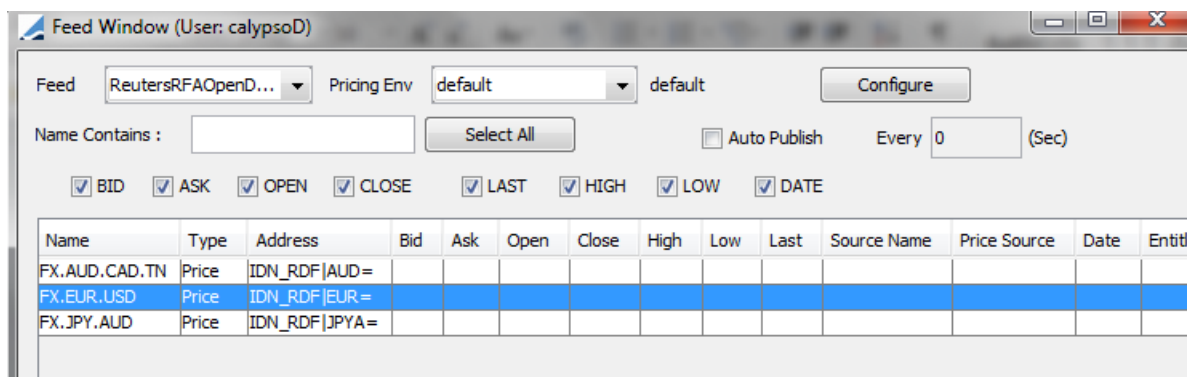 Feed Window (User: calypsoD)
Feed ReutersRFAOpenD... Pricing Env default default Configure
Name Contains : Select All Auto Publish Every 0 (Sec)
BID ASK OPEN CLOSE LAST HIGH LOW DATE
Name Type Address Bid Ask Open Close High Low Last Source Name Price Source Date Entitl
FX.AUD.CAD.TN Price IDN_RDF|AUD=
FX.EUR.USD Price IDN_RDF|EUR=
FX.JPY.AUD Price IDN_RDF|JPYA=